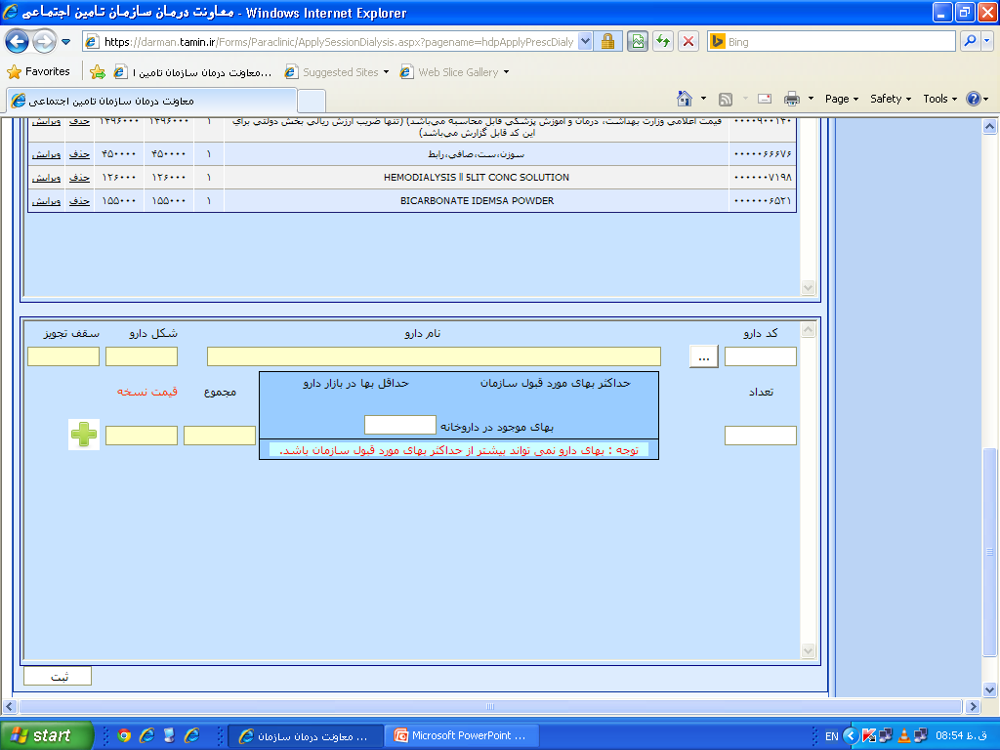 معاونت درمان سازمان تامین اجتماعی - Windows Internet Explorer
https://darman.tamin.ir/Forms/Paraclinic/ApplySessionDialysis.aspx?pagename=hdpApplyPrescDialy
Bing
Favorites
معاونت درمان سازمان تامین ا...
Suggested Sites
Web Slice Gallery
معاونت درمان سازمان تامین اجتماعی
Page
Safety
Tools
۰۰۰۰۹۰۰۱۴۰ قیمت اعلامی وزارت بهداشت، درمان و آموزش پزشکی قابل محاسبه می‌باشد) (تنها ضریب ارزش ریالی بخش دولتی برای ۱ ۱۴۹۶۰۰۰ ۱۴۹۶۰۰۰ حذف ویرایش
این کد قابل گزارش می‌باشد)
۰۰۰۰۰۶۶۶۷۶ سوزن،ست،صافی،رابط ۱ ۴۵۰۰۰۰ ۴۵۰۰۰۰ حذف ویرایش
۰۰۰۰۰۰۷۱۹۸ HEMODIALYSIS II 5LIT CONC SOLUTION ۱ ۱۲۶۰۰۰ ۱۲۶۰۰۰ حذف ویرایش
۰۰۰۰۰۰۶۵۲۱ BICARBONATE IDEMSA POWDER ۱ ۱۵۵۰۰۰ ۱۵۵۰۰۰ حذف ویرایش
کد دارو نام دارو شکل دارو سقف تجویز
...
تعداد حداکثر بهای مورد قبول سازمان حداقل بها در بازار دارو مجموع قیمت نسخه
بهای موجود در داروخانه
توجه : بهای دارو نمی تواند بیشتر از حداکثر بهای مورد قبول سازمان باشد.
ثبت
start
معاونت درمان سازمان ...
Microsoft PowerPoint ...
EN
08:54 ق.ظ